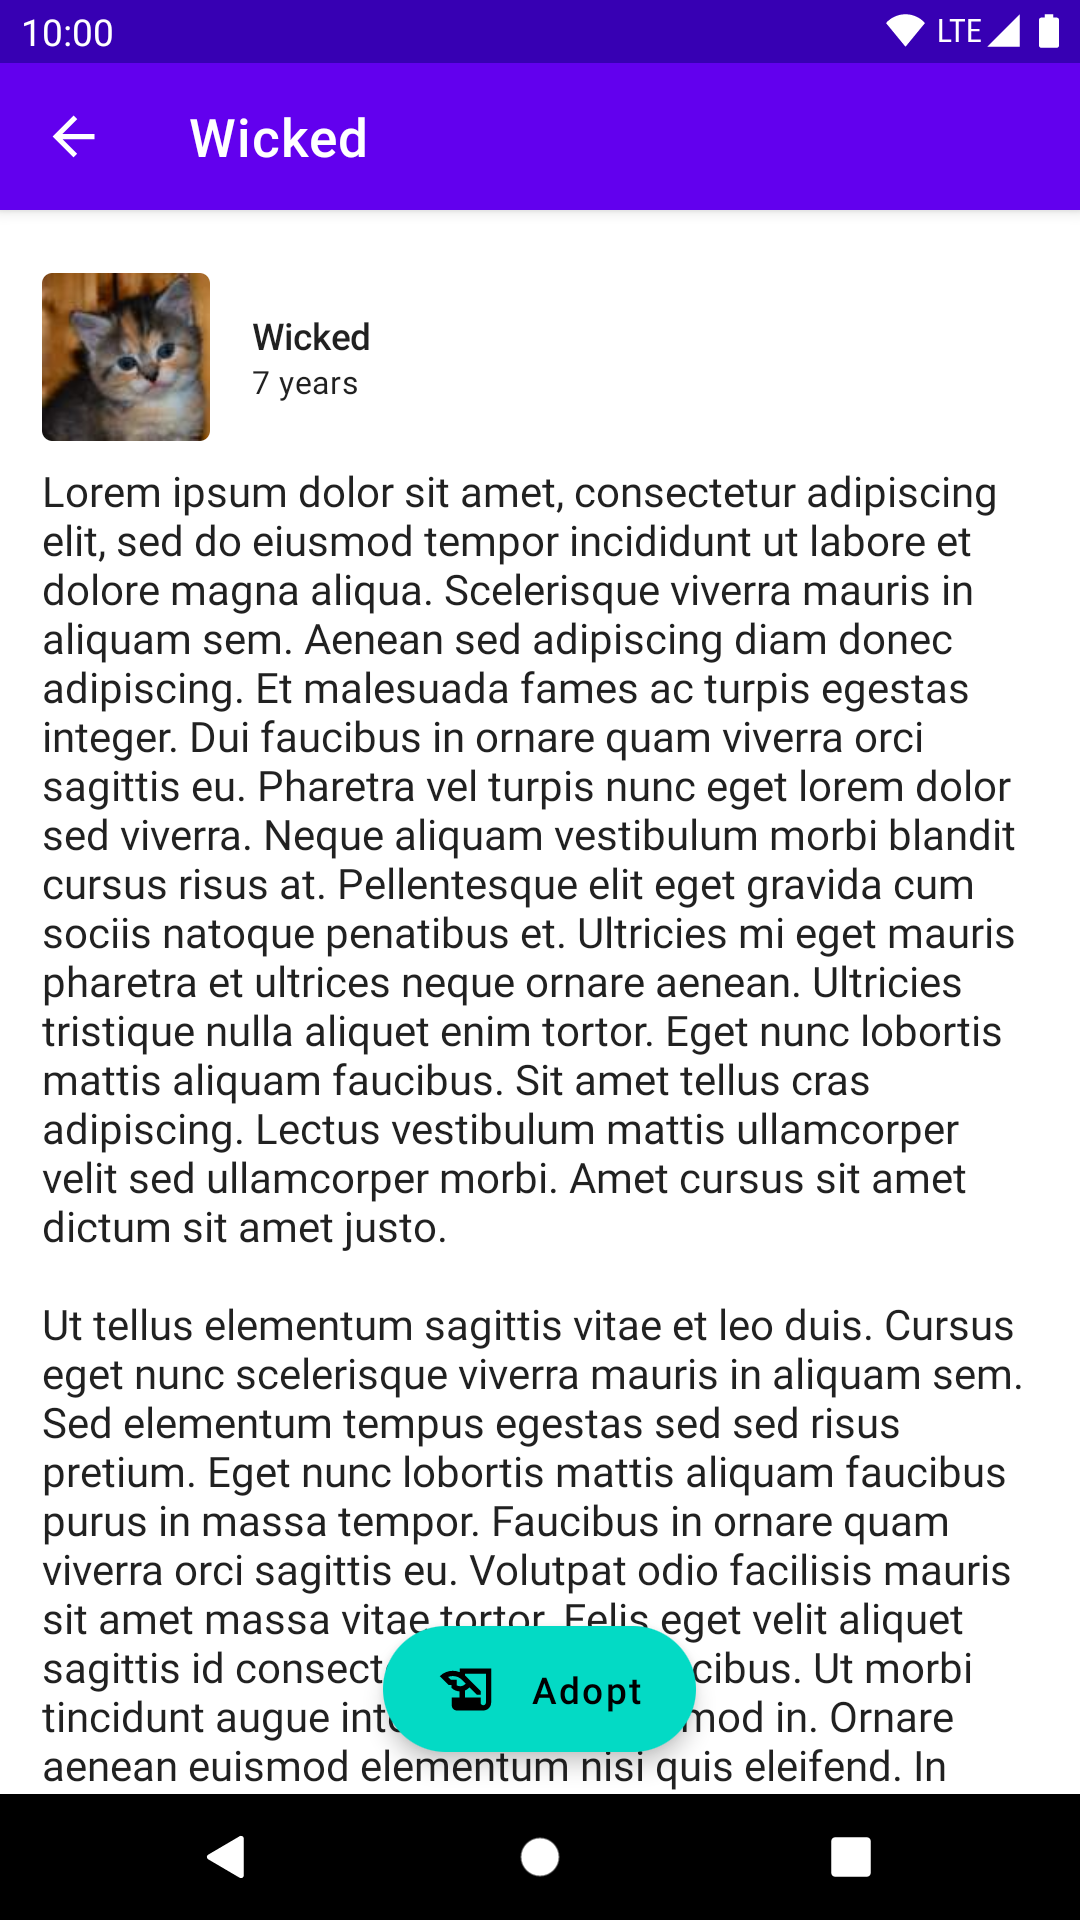 10:00
LTE
Wicked
Wicked
7 years
Lorem ipsum dolor sit amet, consectetur adipiscing
elit, sed do eiusmod tempor incididunt ut labore et
dolore magna aliqua. Scelerisque viverra mauris in
aliquam sem. Aenean sed adipiscing diam donec
adipiscing. Et malesuada fames ac turpis egestas
integer. Dui faucibus in ornare quam viverra orci
sagittis eu. Pharetra vel turpis nunc eget lorem dolor
sed viverra. Neque aliquam vestibulum morbi blandit
cursus risus at. Pellentesque elit eget gravida cum
sociis natoque penatibus et. Ultricies mi eget mauris
pharetra et ultrices neque ornare aenean. Ultricies
tristique nulla aliquet enim tortor. Eget nunc lobortis
mattis aliquam faucibus. Sit amet tellus cras
adipiscing. Lectus vestibulum mattis ullamcorper
velit sed ullamcorper morbi. Amet cursus sit amet
dictum sit amet justo.
Ut tellus elementum sagittis vitae et leo duis. Cursus
eget nunc scelerisque viverra mauris in aliquam sem.
Sed elementum tempus egestas sed sed risus
pretium. Eget nunc lobortis mattis aliquam faucibus
purus in massa tempor. Faucibus in ornare quam
viverra orci sagittis eu. Volutpat odio facilisis mauris
sit amet massa vitae tortor. Felis eget velit aliquet
sagittis id . Ut morbi
tincidunt augue in. Ornare
aenean euismod elementum nisi quis eleifend. In
Adopt